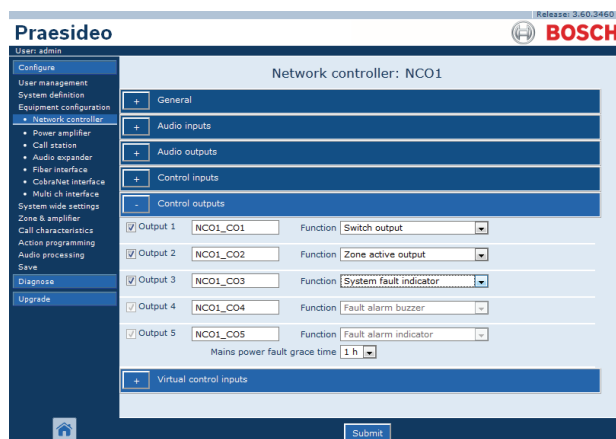 Release: 3.60.3460
Praesideo
BOSCH
User: admin
Configure
User management
System definition
Equipment configuration
• Network controller
• Power amplifier
• Call station
• Audio expander
• Fiber interface
• CobraNet interface
• Multi ch interface
System wide settings
Zone & amplifier
Call characteristics
Action programming
Audio processing
Save
Diagnose
Upgrade
Network controller: NCO1
+ General
+ Audio inputs
+ Audio outputs
+ Control inputs
- Control outputs
Output 1 NCO1_CO1 Function Switch output
Output 2 NCO1_CO2 Function Zone active output
Output 3 NCO1_CO3 Function System fault indicator
Output 4 NCO1_CO4 Function Fault alarm buzzer
Output 5 NCO1_CO5 Function Fault alarm indicator
Mains power fault grace time 1 h
+ Virtual control inputs
Submit